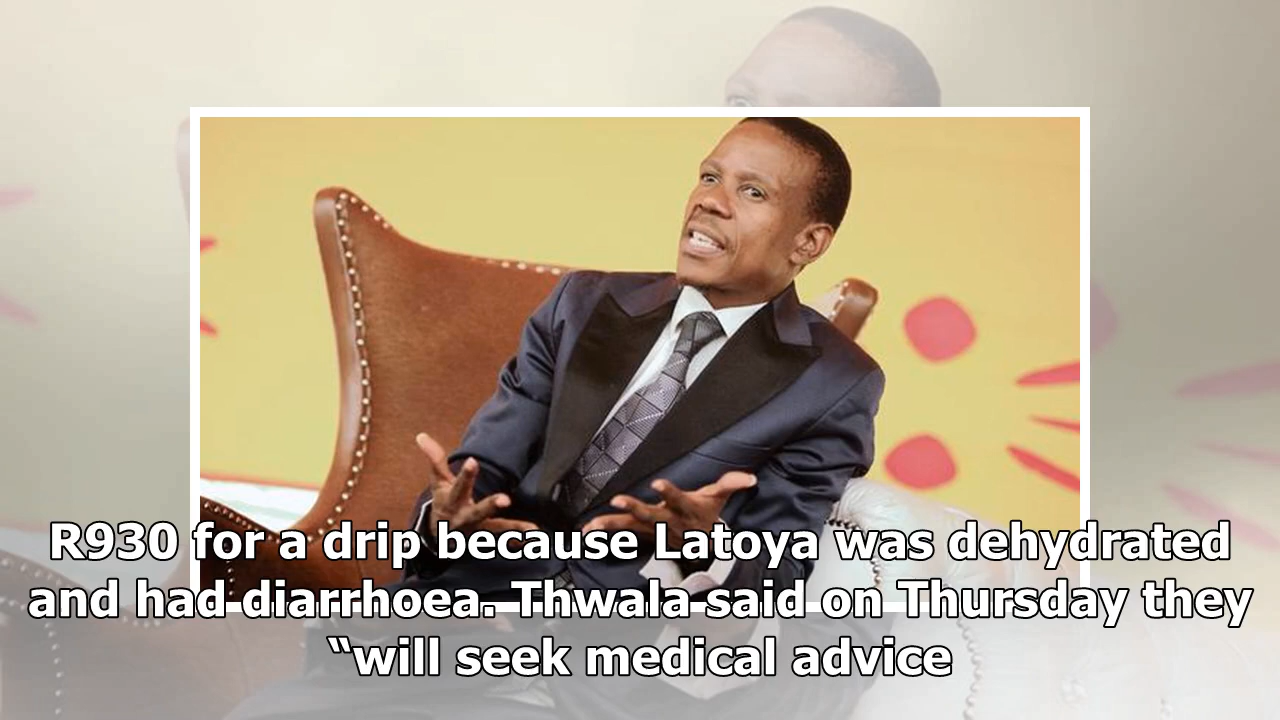 R930 for a drip because Latoya was dehydrated
and had diarrhoea. Thwala said on Thursday they
“will seek medical advice